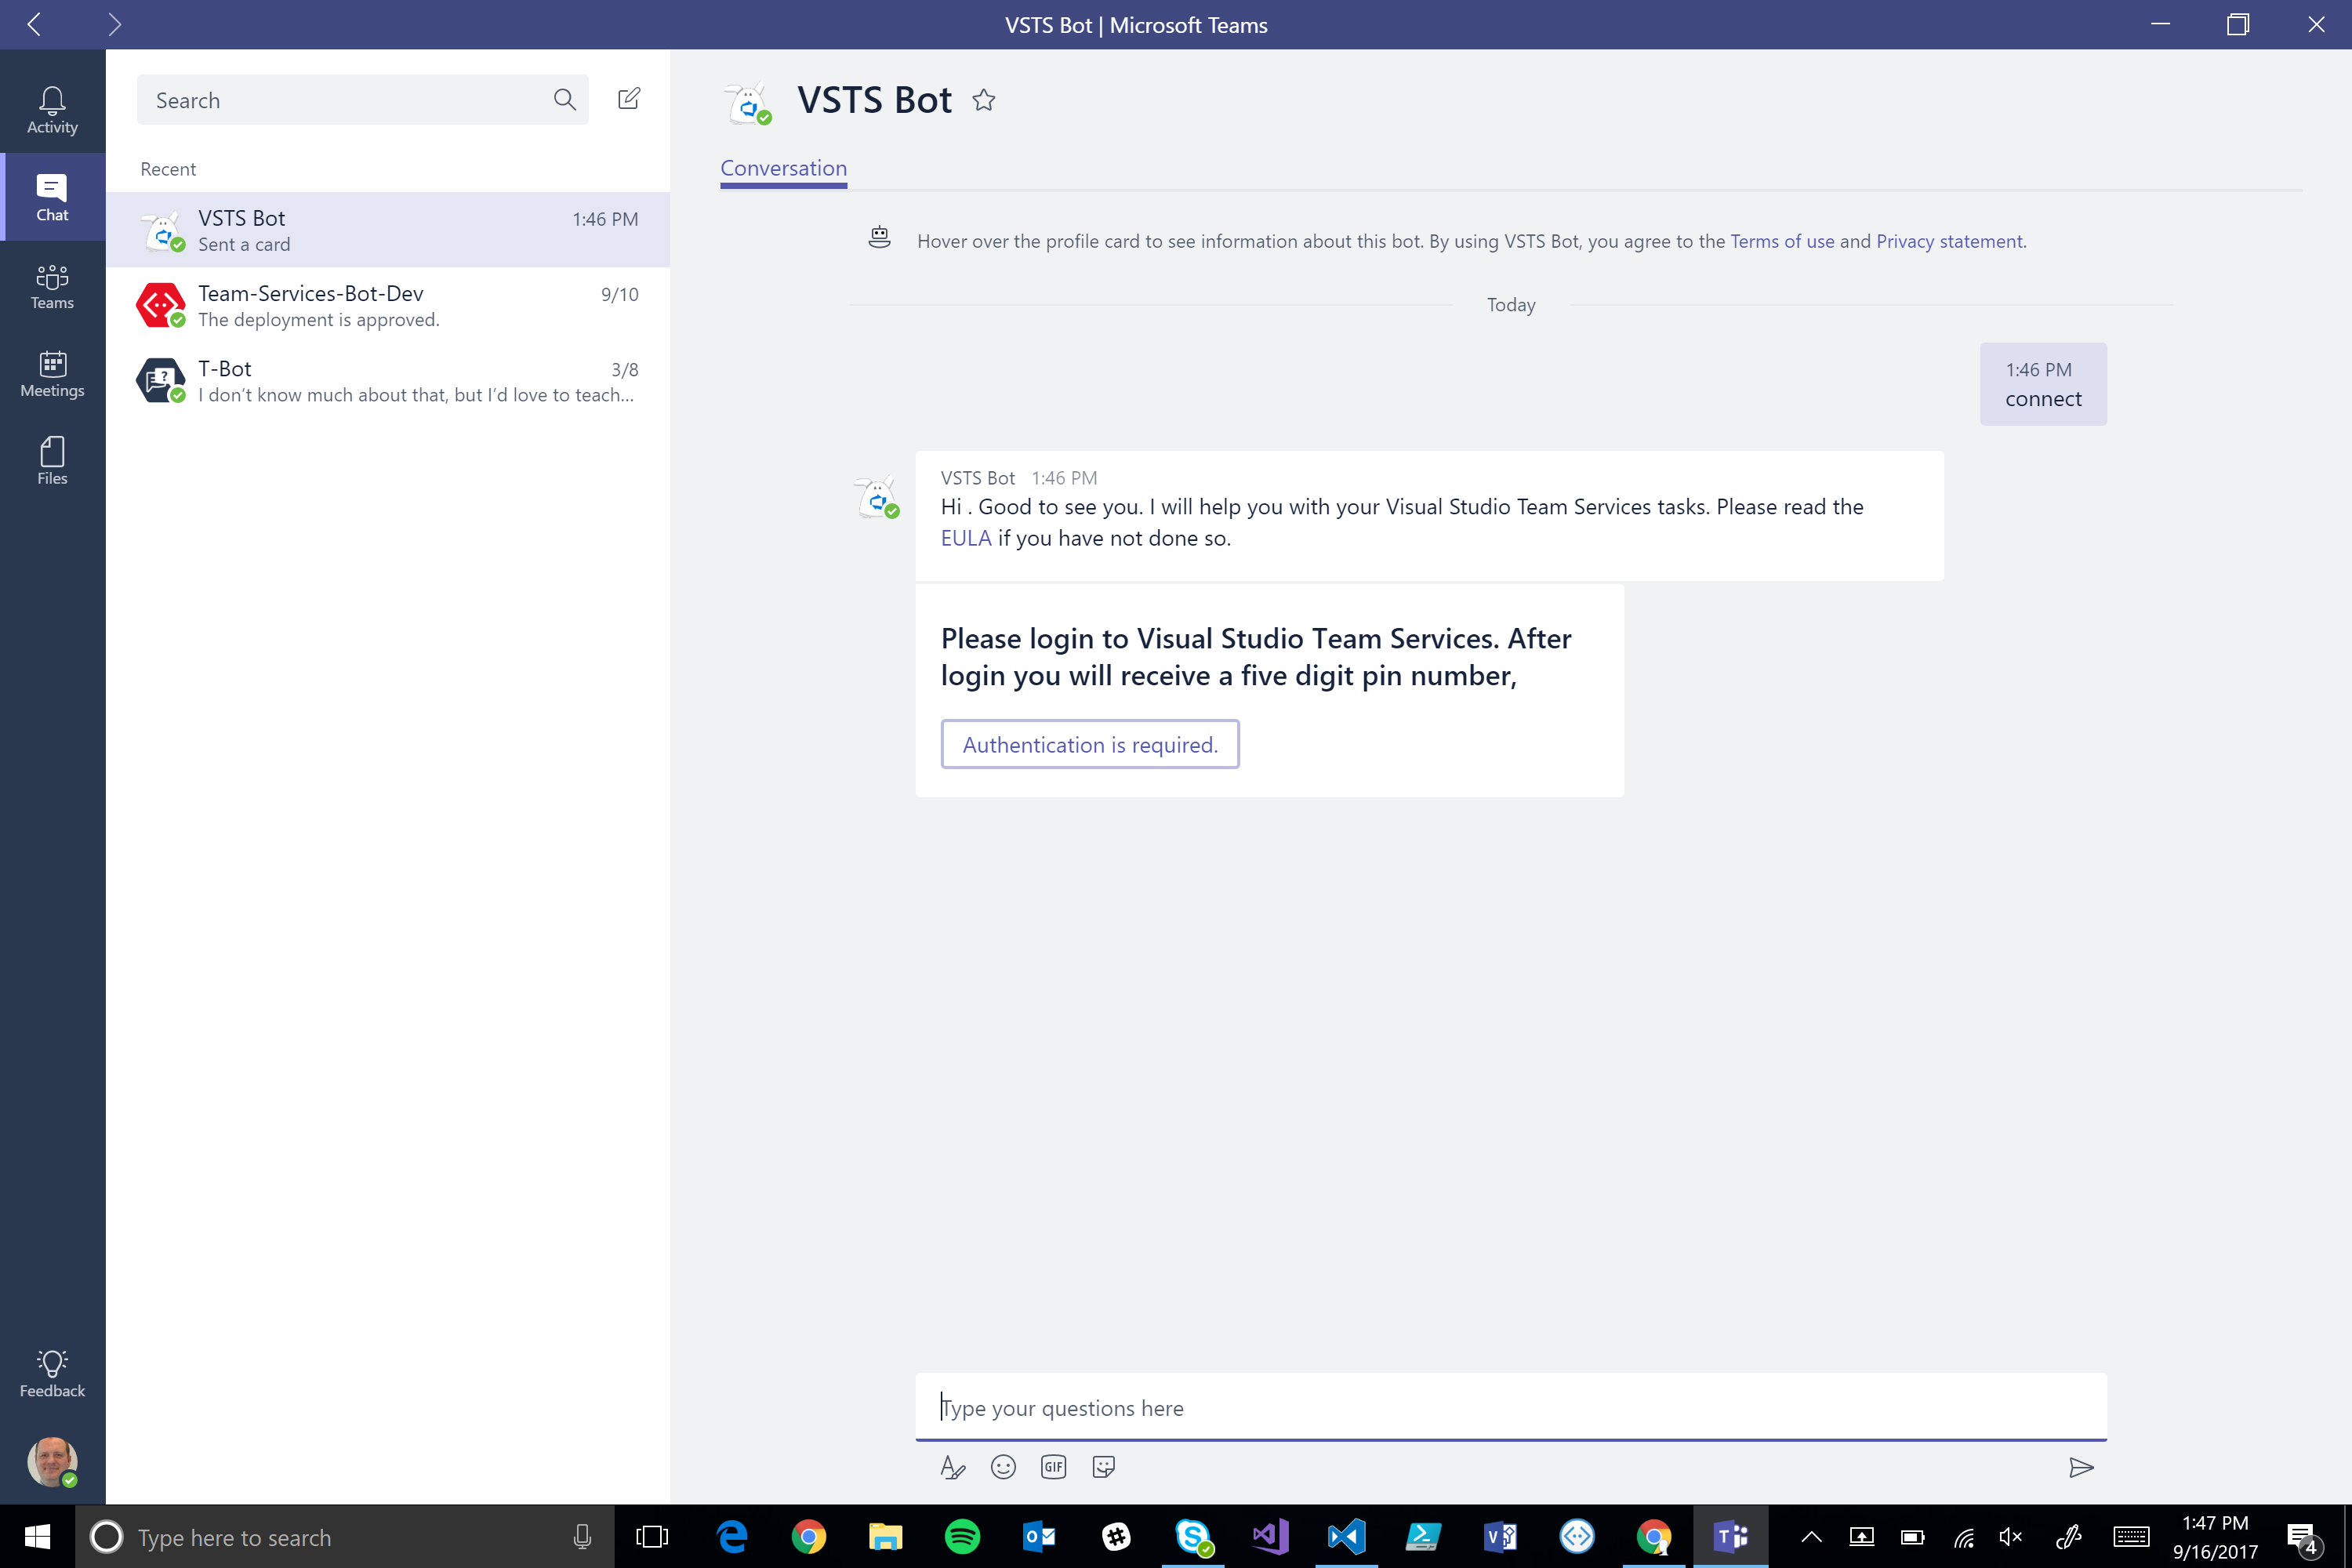 VSTS Bot | Microsoft Teams
Activity
Chat
Teams
Meetings
Files
Feedback
Search
Recent
VSTS Bot 1:46 PM
Sent a card
Team-Services-Bot-Dev 9/10
The deployment is approved.
T-Bot 3/8
I don’t know much about that, but I’d love to teach...
VSTS Bot
Conversation
Hover over the profile card to see information about this bot. By using VSTS Bot, you agree to the Terms of use and Privacy statement.
Today
1:46 PM
connect
VSTS Bot 1:46 PM
Hi . Good to see you. I will help you with your Visual Studio Team Services tasks. Please read the
EULA if you have not done so.
Please login to Visual Studio Team Services. After
login you will receive a five digit pin number,
Authentication is required.
Type your questions here
GIF
Type here to search
1:47 PM
9/16/2017
4